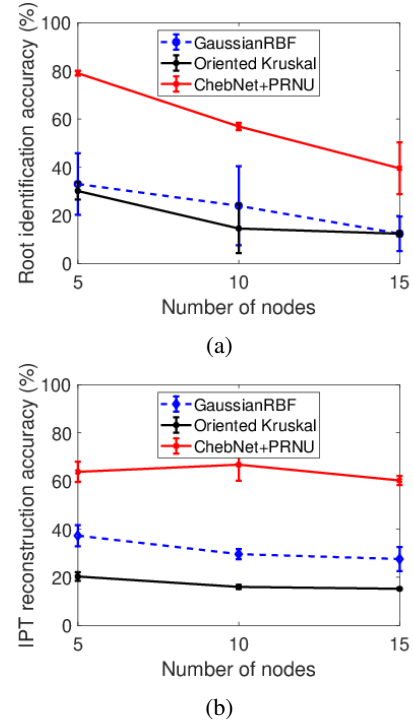 100
80
60
40
20
0
Root identification accuracy (%)
GaussianRBF
Oriented Kruskal
ChebNet+PRNU
5 10 15
Number of nodes
(a)
100
80
60
40
20
0
IPT reconstruction accuracy (%)
GaussianRBF
Oriented Kruskal
ChebNet+PRNU
5 10 15
Number of nodes
(b)